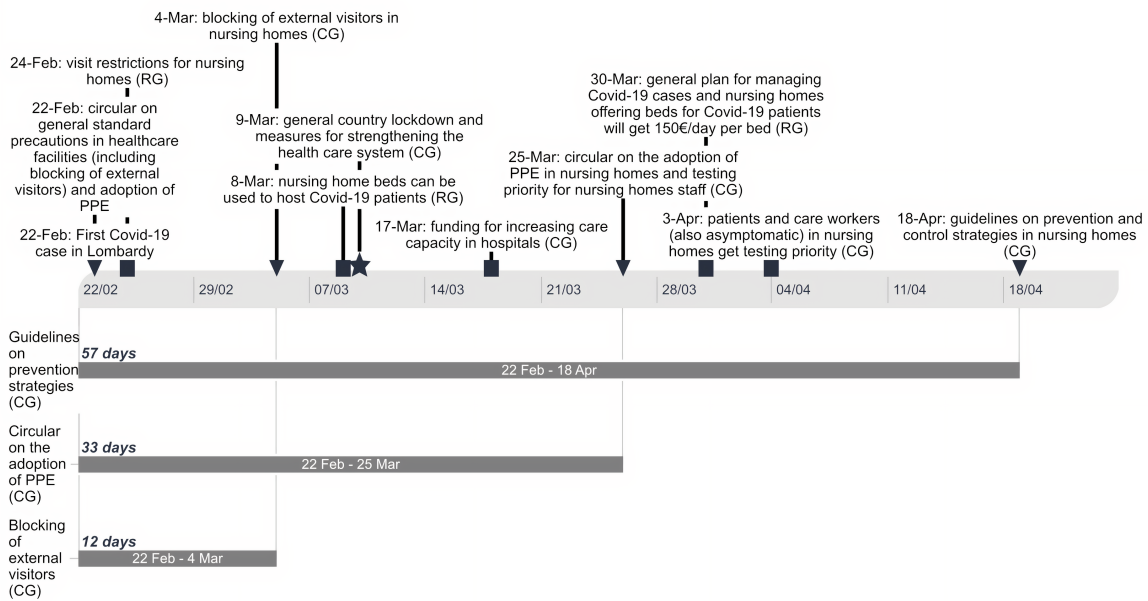 4-Mar: blocking of external visitors in
nursing homes (CG)
24-Feb: visit restrictions for nursing
homes (RG)
22-Feb: circular on
general standard
precautions in healthcare
facilities (including
blocking of external
visitors) and adoption of
PPE
22-Feb: First Covid-19
case in Lombardy
9-Mar: general country lockdown and
measures for strengthening the
health care system (CG)
8-Mar: nursing home beds can be
used to host Covid-19 patients (RG)
17-Mar: funding for increasing care
capacity in hospitals (CG)
30-Mar: general plan for managing
Covid-19 cases and nursing homes
offering beds for Covid-19 patients
will get 150€/day per bed (RG)
25-Mar: circular on the adoption of
PPE in nursing homes and testing
priority for nursing homes staff (CG)
3-Apr: patients and care workers
(also asymptomatic) in nursing
homes get testing priority (CG)
18-Apr: guidelines on prevention and
control strategies in nursing homes
(CG)
22/02
29/02
07/03
14/03
21/03
28/03
04/04
11/04
18/04
Guidelines
on
prevention
strategies
(CG)
57 days
22 Feb - 18 Apr
Circular
on the
adoption
of PPE
(CG)
33 days
22 Feb - 25 Mar
Blocking
of
external
visitors
(CG)
12 days
22 Feb - 4 Mar